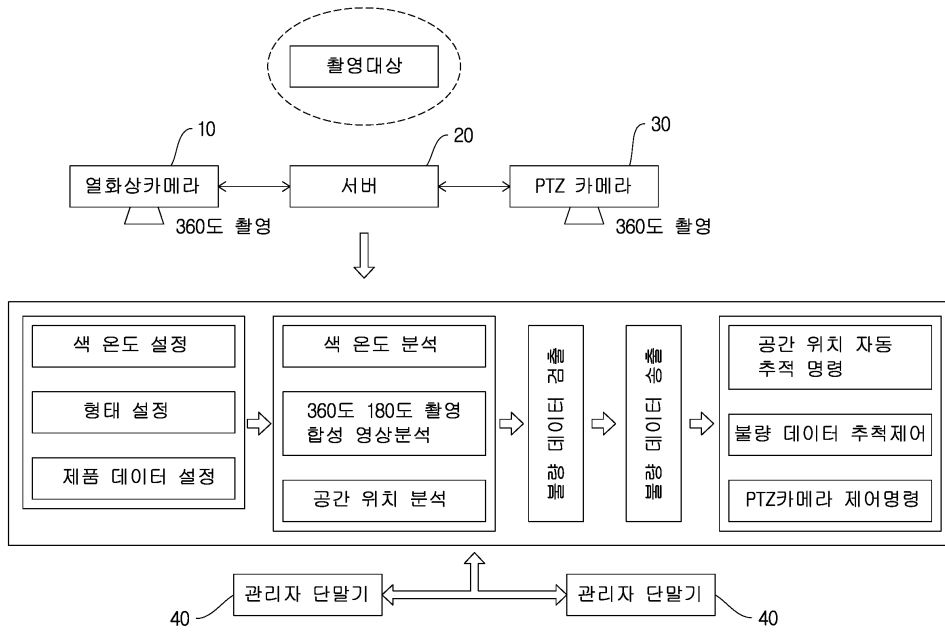 촬영대상
10
20
30
열화상카메라
서버
PTZ 카메라
360도 촬영
360도 촬영
색 온도 설정
형태 설정
제품 데이터 설정
색 온도 분석
360도 180도 촬영
합성 영상분석
공간 위치 분석
불량 데이터 검출
불량 데이터 송출
공간 위치 자동
추적 명령
불량 데이터 추척제어
PTZ카메라 제어명령
관리자 단말기
관리자 단말기
40
40